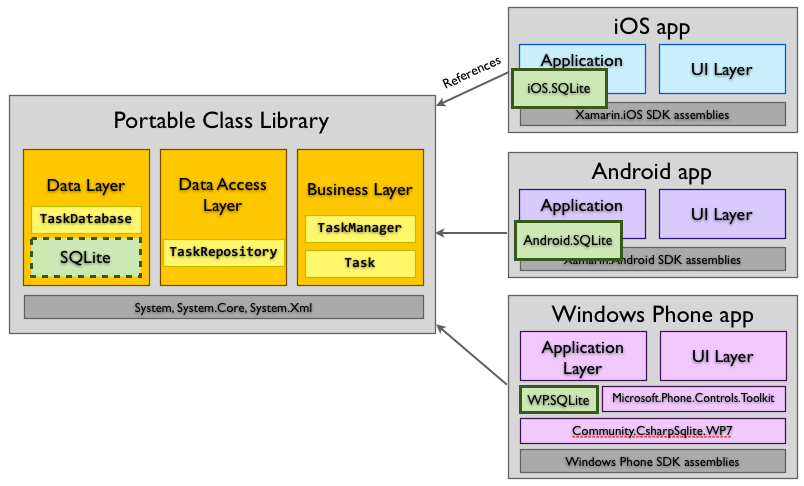 Portable Class Library
Data Layer
TaskDatabase
SQLite
Data Access
Layer
TaskRepository
Business Layer
TaskManager
Task
System, System.Core, System.Xml
References
iOS app
Application
iOS.SQLite
UI Layer
Xamarin.iOS SDK assemblies
Android app
Application
Android.SQLite
UI Layer
Xamarin.Android SDK assemblies
Windows Phone app
Application
Layer
UI Layer
WP.SQLite
Microsoft.Phone.Controls.Toolkit
Community.CsharpSqlite.WP7
Windows Phone SDK assemblies